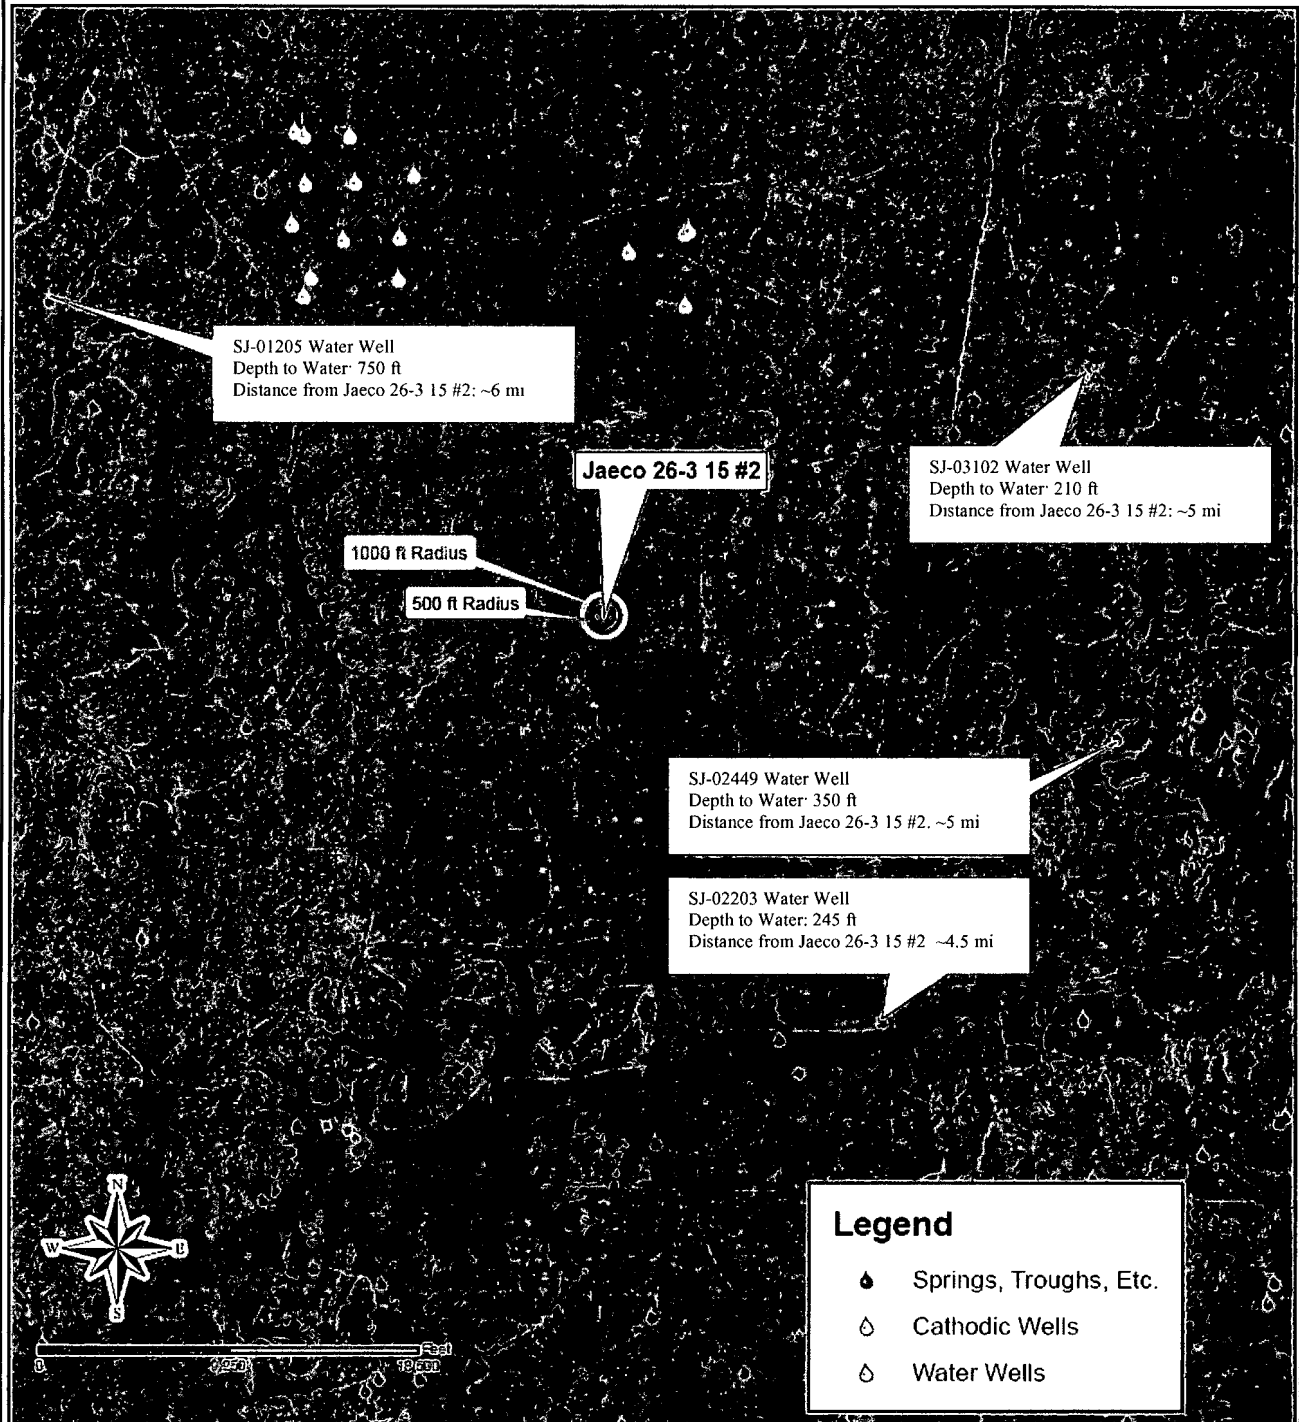 SJ-01205 Water Well
Depth to Water· 750 ft
Distance from Jaeco 26-3 15 #2: ~6 mi
Jaeco 26-3 15 #2
SJ-03102 Water Well
Depth to Water· 210 ft
Distance from Jaeco 26-3 15 #2: ~5 mi
1000 ft Radius
500 ft Radius
SJ-02449 Water Well
Depth to Water· 350 ft
Distance from Jaeco 26-3 15 #2. ~5 mi
SJ-02203 Water Well
Depth to Water: 245 ft
Distance from Jaeco 26-3 15 #2 ~4.5 mi
N
W E
S
Feet
0
Legend
Springs, Troughs, Etc.
Cathodic Wells
Water Wells